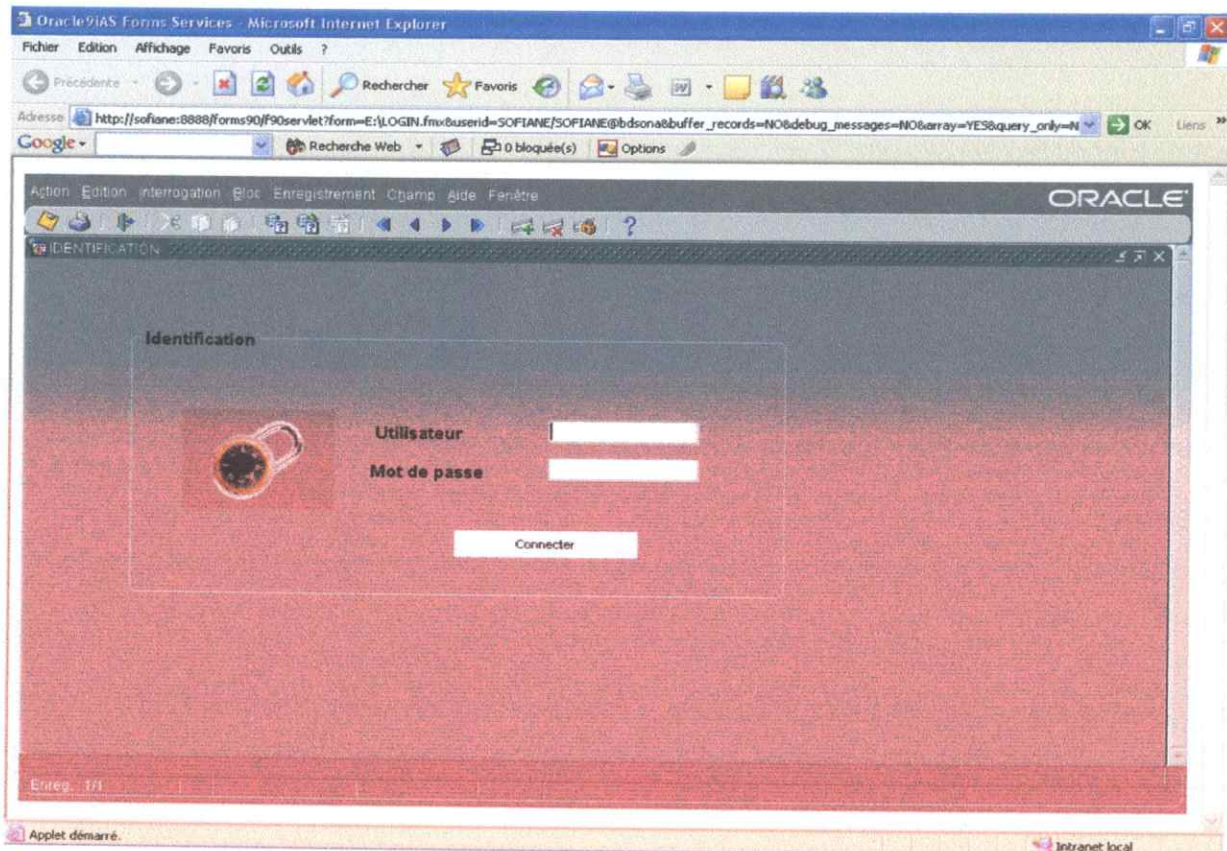 Oracle9iAS Forms Services - Microsoft Internet Explorer
Fichier Edition Affichage Favoris Outils ?
Précédente Rechercher Favoris
Adresse http://sofiane:8888/forms90/f90servlet?form=E:\LOGIN.fmx&userid=SOFIANE/SOFIANE@bdsona&buffer_records=NO&debug_messages=NO&array=YES&query_only=N OK Liens »
Google Recherche Web 0 bloquée(s) Options
Action Edition Interrogation Bloc Enregistrement Champ Aide Fenêtre ORACLE
IDENTIFICATION
Identification
Utilisateur
Mot de passe
Connecter
Enreg. 1/1
Applet démarré. Intranet local